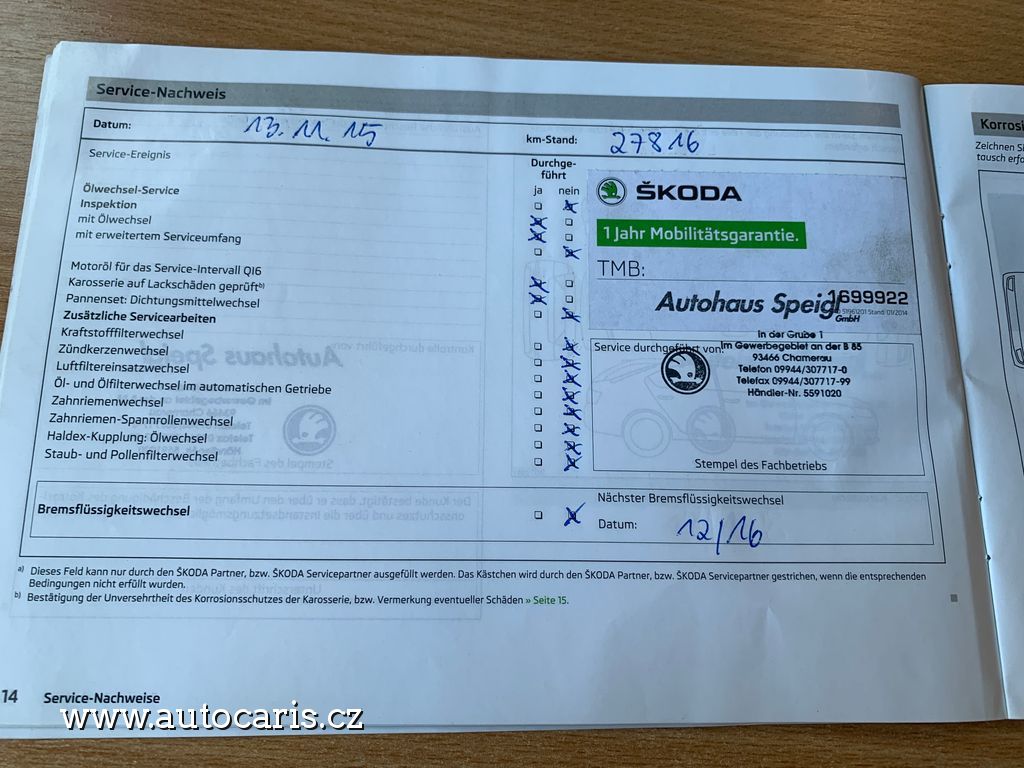 Service-Nachweis
Datum: 13.11.15 km-Stand: 27816
Service-Ereignis Durchge-
führt
ja nein
Ölwechsel-Service
Inspektion
mit Ölwechsel
mit erweitertem Serviceumfang
Motoröl für das Service-Intervall QI6
Karosserie auf Lackschäden geprüft b)
Pannenset: Dichtungsmittelwechsel
Zusätzliche Servicearbeiten
Kraftstofffilterwechsel
Zündkerzenwechsel
Luftfiltereinsatzwechsel
Öl- und Ölfilterwechsel im automatischen Getriebe
Zahnriemenwechsel
Zahnriemen-Spannrollenwechsel
Haldex-Kupplung: Ölwechsel
Staub- und Pollenfilterwechsel
ŠKODA
1 Jahr Mobilitätsgarantie.
TMB:
1699922
51961201 Stand: 01/2014
Autohaus Speigl
GmbH
In der Grube 1
Service durchgeführt von:
Im Gewerbegebiet an der B 85
93466 Chamerau
Telefon 09944/307717-0
Telefax 09944/307717-99
Händler-Nr. 5591020
Stempel des Fachbetriebs
Bremsflüssigkeitswechsel
Nächster Bremsflüssigkeitswechsel
Datum: 12/16
a) Dieses Feld kann nur durch den ŠKODA Partner, bzw. ŠKODA Servicepartner ausgefüllt werden. Das Kästchen wird durch den ŠKODA Partner, bzw. ŠKODA Servicepartner gestrichen, wenn die entsprechenden
Bedingungen nicht erfüllt wurden.
b) Bestätigung der Unversehrtheit des Korrosionsschutzes der Karosserie, bzw. Vermerkung eventueller Schäden » Seite 15.
14 Service-Nachweise
Korrosi
Zeichnen Si
tausch erfo
www.autocaris.cz